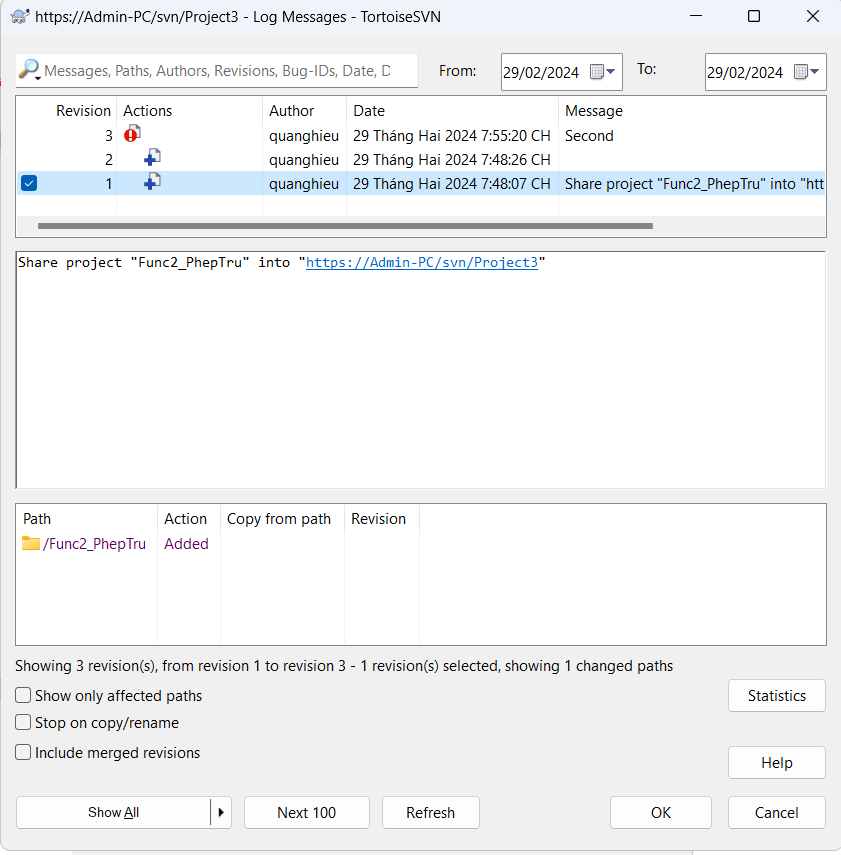 https://Admin-PC/svn/Project3 - Log Messages - TortoiseSVN
Messages, Paths, Authors, Revisions, Bug-IDs, Date, D
From: 29/02/2024 To: 29/02/2024
Revision Actions Author Date Message
3 quanghieu 29 Tháng Hai 2024 7:55:20 CH Second
2 quanghieu 29 Tháng Hai 2024 7:48:26 CH
1 quanghieu 29 Tháng Hai 2024 7:48:07 CH Share project "Func2_PhepTru" into "htt
Share project "Func2_PhepTru" into "https://Admin-PC/svn/Project3"
Path Action Copy from path Revision
/Func2_PhepTru Added
Showing 3 revision(s), from revision 1 to revision 3 - 1 revision(s) selected, showing 1 changed paths
Show only affected paths
Statistics
Stop on copy/rename
Include merged revisions
Help
Show All Next 100 Refresh OK Cancel